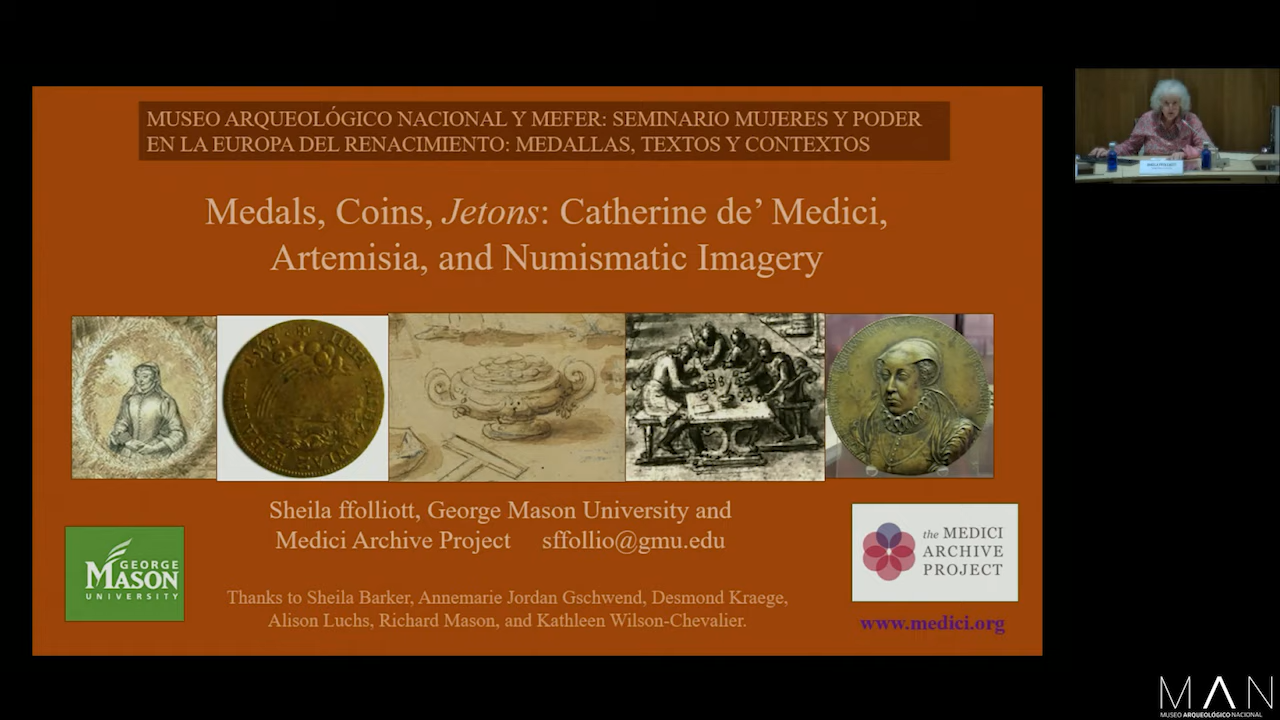 MUSEO ARQUEOLÓGICO NACIONAL Y MEFER: SEMINARIO MUJERES Y PODER
EN LA EUROPA DEL RENACIMIENTO: MEDALLAS, TEXTOS Y CONTEXTOS
Medals, Coins, Jetons: Catherine de’ Medici,
Artemisia, and Numismatic Imagery
Sheila ffolliott, George Mason University and
Medici Archive Project sffollio@gmu.edu
GEORGE
MASON
UNIVERSITY
the MEDICI
ARCHIVE
PROJECT
Thanks to Sheila Barker, Annemarie Jordan Gschwend, Desmond Kraege,
Alison Luchs, Richard Mason, and Kathleen Wilson-Chevalier.
www.medici.org
MAN
MUSEO ARQUEOLÓGICO NACIONAL